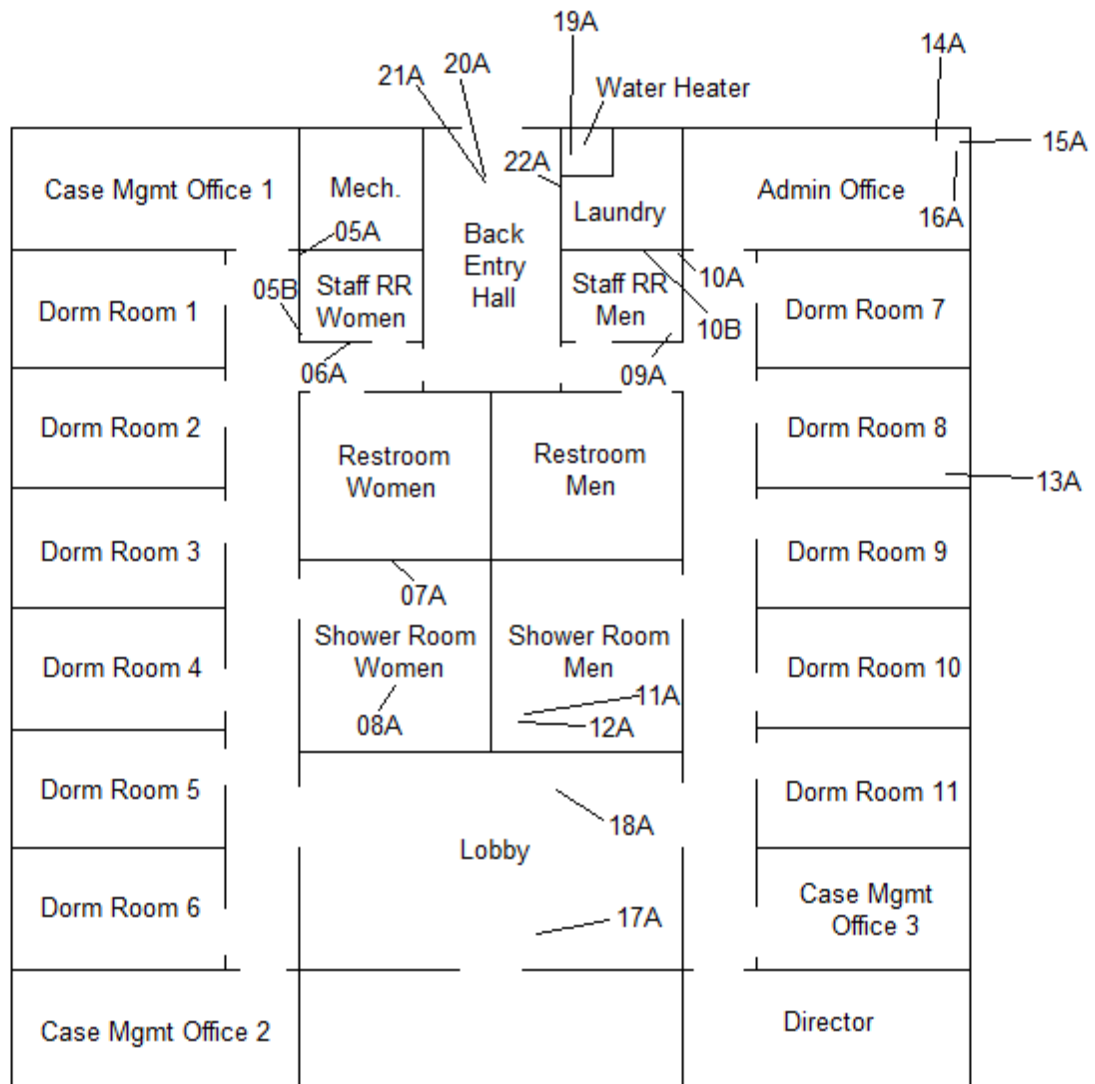 19A
14A
20A
21A
Water Heater
15A
22A
Case Mgmt Office 1
Mech.
Admin Office
Laundry
16A
05A
Back
Entry
Hall
10A
05B
Staff RR
Women
Staff RR
Men
Dorm Room 1
Dorm Room 7
10B
06A
09A
Dorm Room 2
Dorm Room 8
Restroom
Women
Restroom
Men
13A
Dorm Room 3
Dorm Room 9
07A
Shower Room
Women
Shower Room
Men
Dorm Room 4
Dorm Room 10
11A
08A
12A
Dorm Room 5
Dorm Room 11
18A
Lobby
Dorm Room 6
Case Mgmt
Office 3
17A
Case Mgmt Office 2
Director